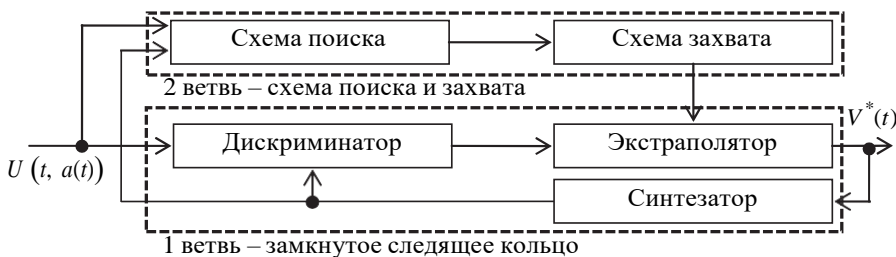 Схема поиска
Схема захвата
2 ветвь – схема поиска и захвата
V*(t)
Дискриминатор
Экстраполятор
U (t, a(t))
Синтезатор
1 ветвь – замкнутое следящее кольцо